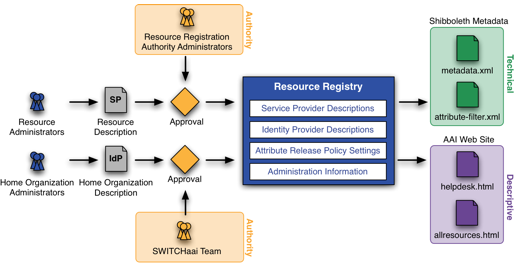 Resource Registration
Authority Administrators
Authority
Shibboleth Metadata
metadata.xml
attribute-filter.xml
Technical
Resource
Administrators
SP
Resource
Description
Approval
Resource Registry
Service Provider Descriptions
Identity Provider Descriptions
Attribute Release Policy Settings
Administration Information
Home Organization
Administrators
IdP
Home Organization
Description
Approval
AAI Web Site
helpdesk.html
allresources.html
Descriptive
SWITCHaai Team
Authority